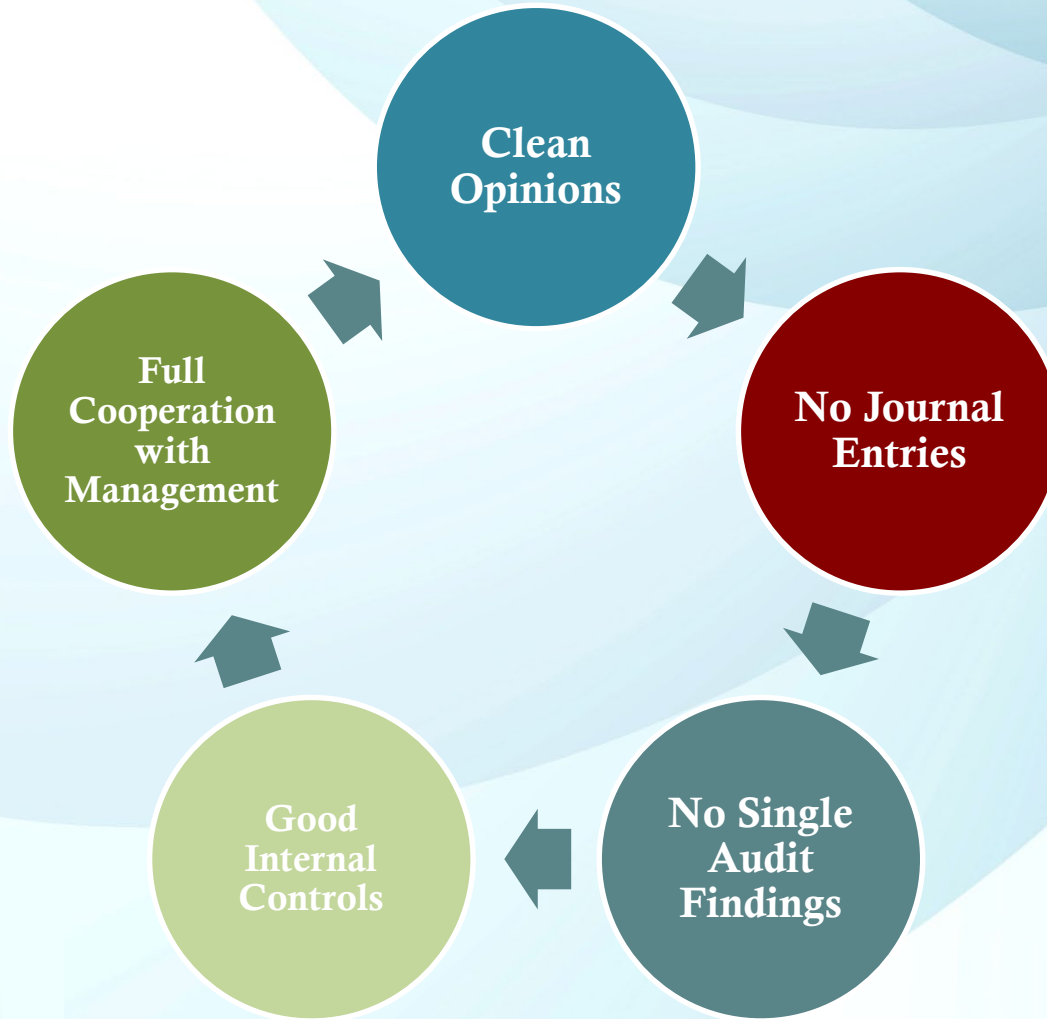 Clean
Opinions
No Journal
Entries
No Single
Audit
Findings
Good
Internal
Controls
Full
Cooperation
with
Management